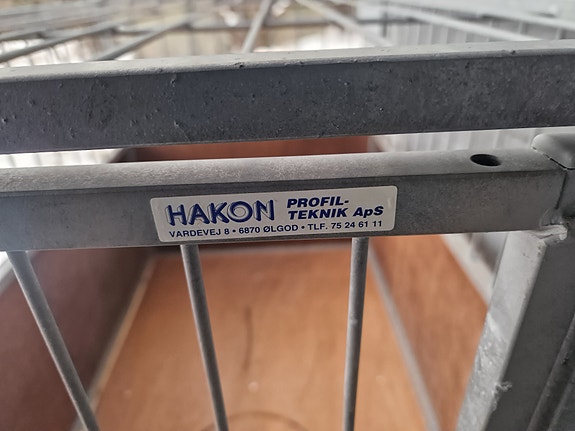 HAKON PROFIL-
TEKNIK ApS
VARDEVEJ 8 • 6870 ØLGOD • TLF. 75 24 61 11